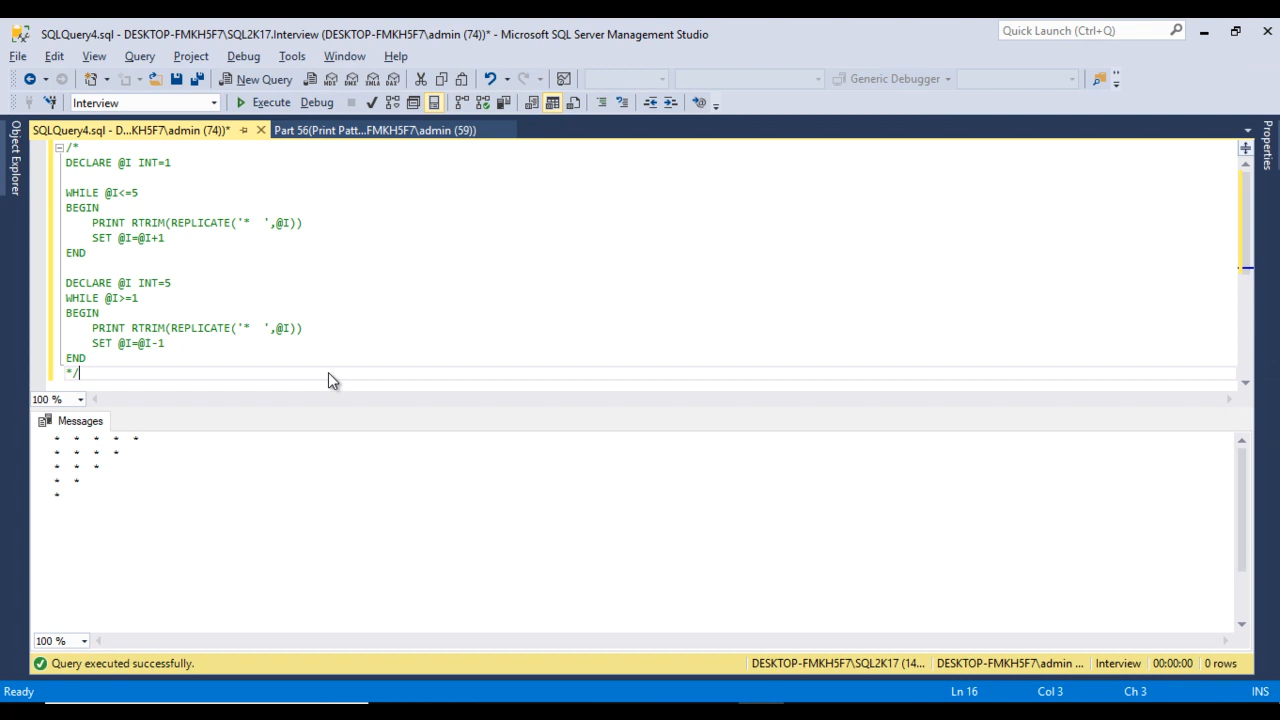 SQLQuery4.sql - DESKTOP-FMKH5F7\SQL2K17.Interview (DESKTOP-FMKH5F7\admin (74))* - Microsoft SQL Server Management Studio
Quick Launch (Ctrl+Q)
File Edit View Query Project Debug Tools Window Help
New Query
Generic Debugger
Interview
Execute Debug
SQLQuery4.sql - D...KH5F7\admin (74))*
Part 56(Print Patt...FMKH5F7\admin (59))
Object Explorer
Properties
/*
DECLARE @I INT=1
WHILE @I<=5
BEGIN
PRINT RTRIM(REPLICATE('*  ',@I))
SET @I=@I+1
END
DECLARE @I INT=5
WHILE @I>=1
BEGIN
PRINT RTRIM(REPLICATE('*  ',@I))
SET @I=@I-1
END
*/
100 %
Messages
*  *  *  *  *
*  *  *  *
*  *  *
*  *
*
100 %
Query executed successfully.
DESKTOP-FMKH5F7\SQL2K17 (14... DESKTOP-FMKH5F7\admin ... Interview 00:00:00 0 rows
Ready
Ln 16 Col 3 Ch 3 INS